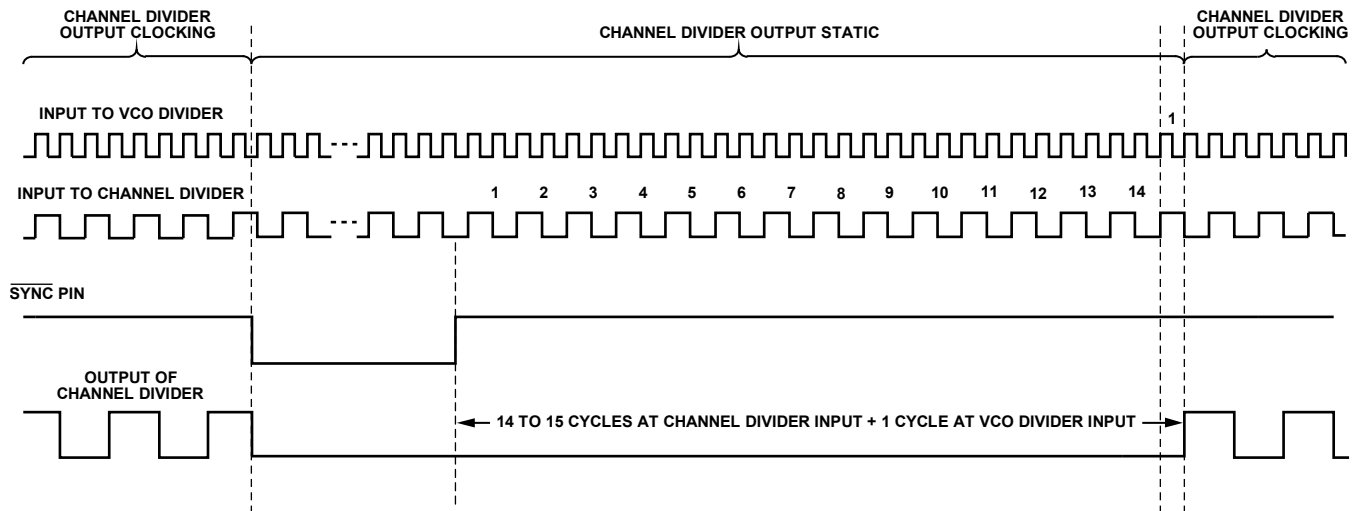 CHANNEL DIVIDER
OUTPUT CLOCKING
CHANNEL DIVIDER OUTPUT STATIC
CHANNEL DIVIDER
OUTPUT CLOCKING
INPUT TO VCO DIVIDER
1
INPUT TO CHANNEL DIVIDER
1 2 3 4 5 6 7 8 9 10 11 12 13 14
SYNC PIN
OUTPUT OF
CHANNEL DIVIDER
14 TO 15 CYCLES AT CHANNEL DIVIDER INPUT + 1 CYCLE AT VCO DIVIDER INPUT